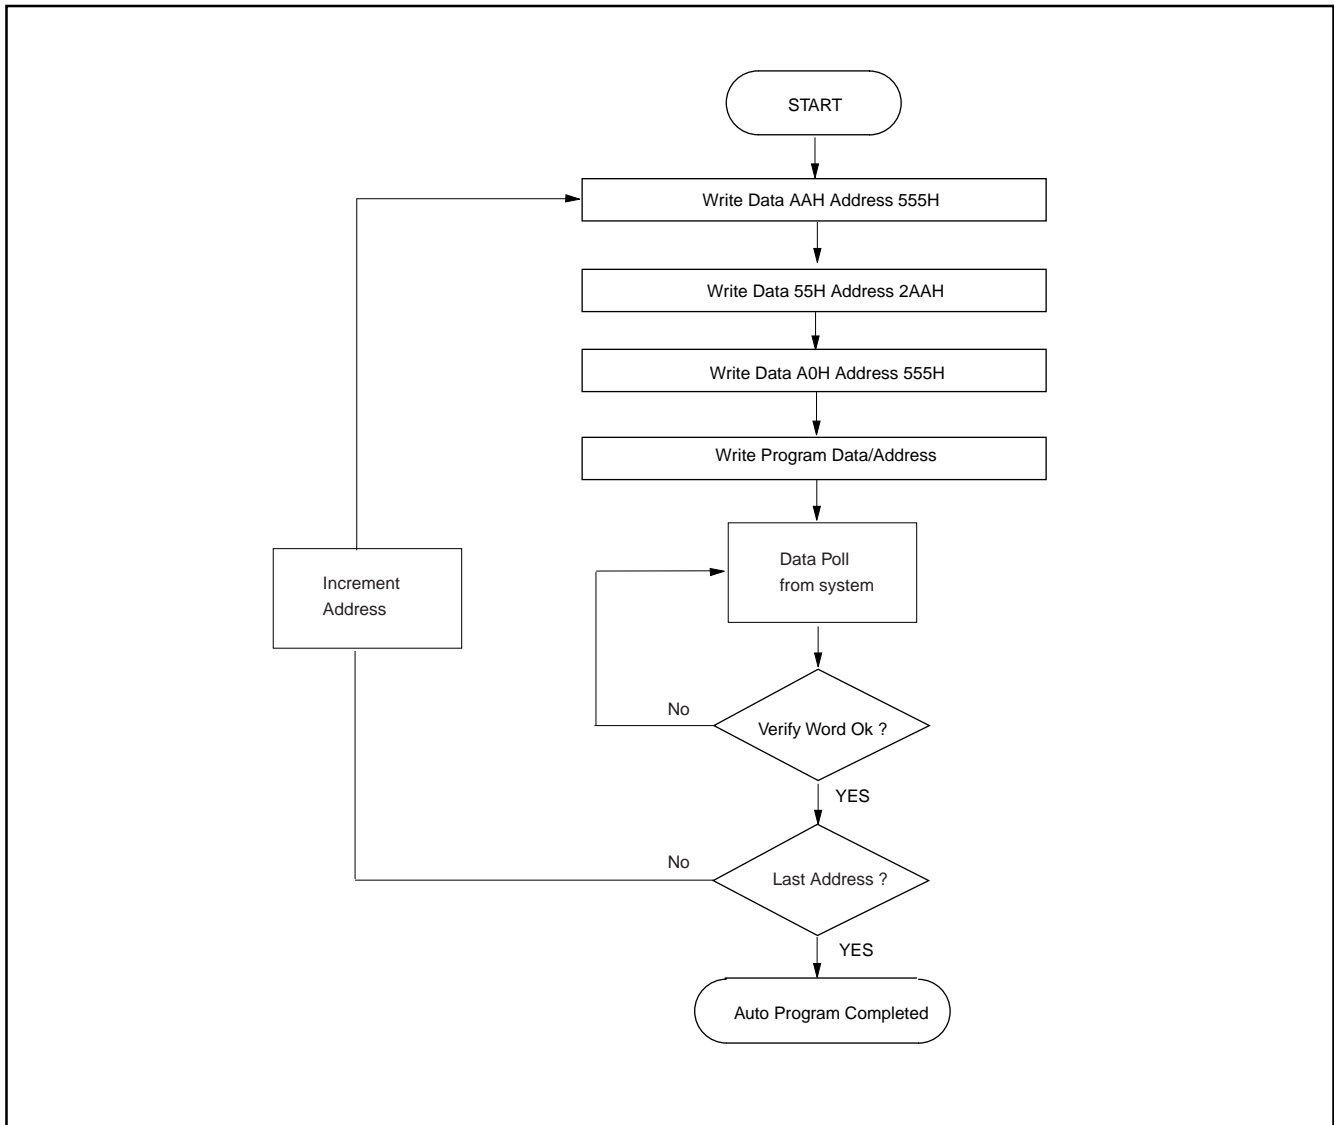 START
Write Data AAH Address 555H
Write Data 55H Address 2AAH
Write Data A0H Address 555H
Write Program Data/Address
Data Poll
from system
Increment
Address
No
Verify Word Ok ?
YES
No
Last Address ?
YES
Auto Program Completed